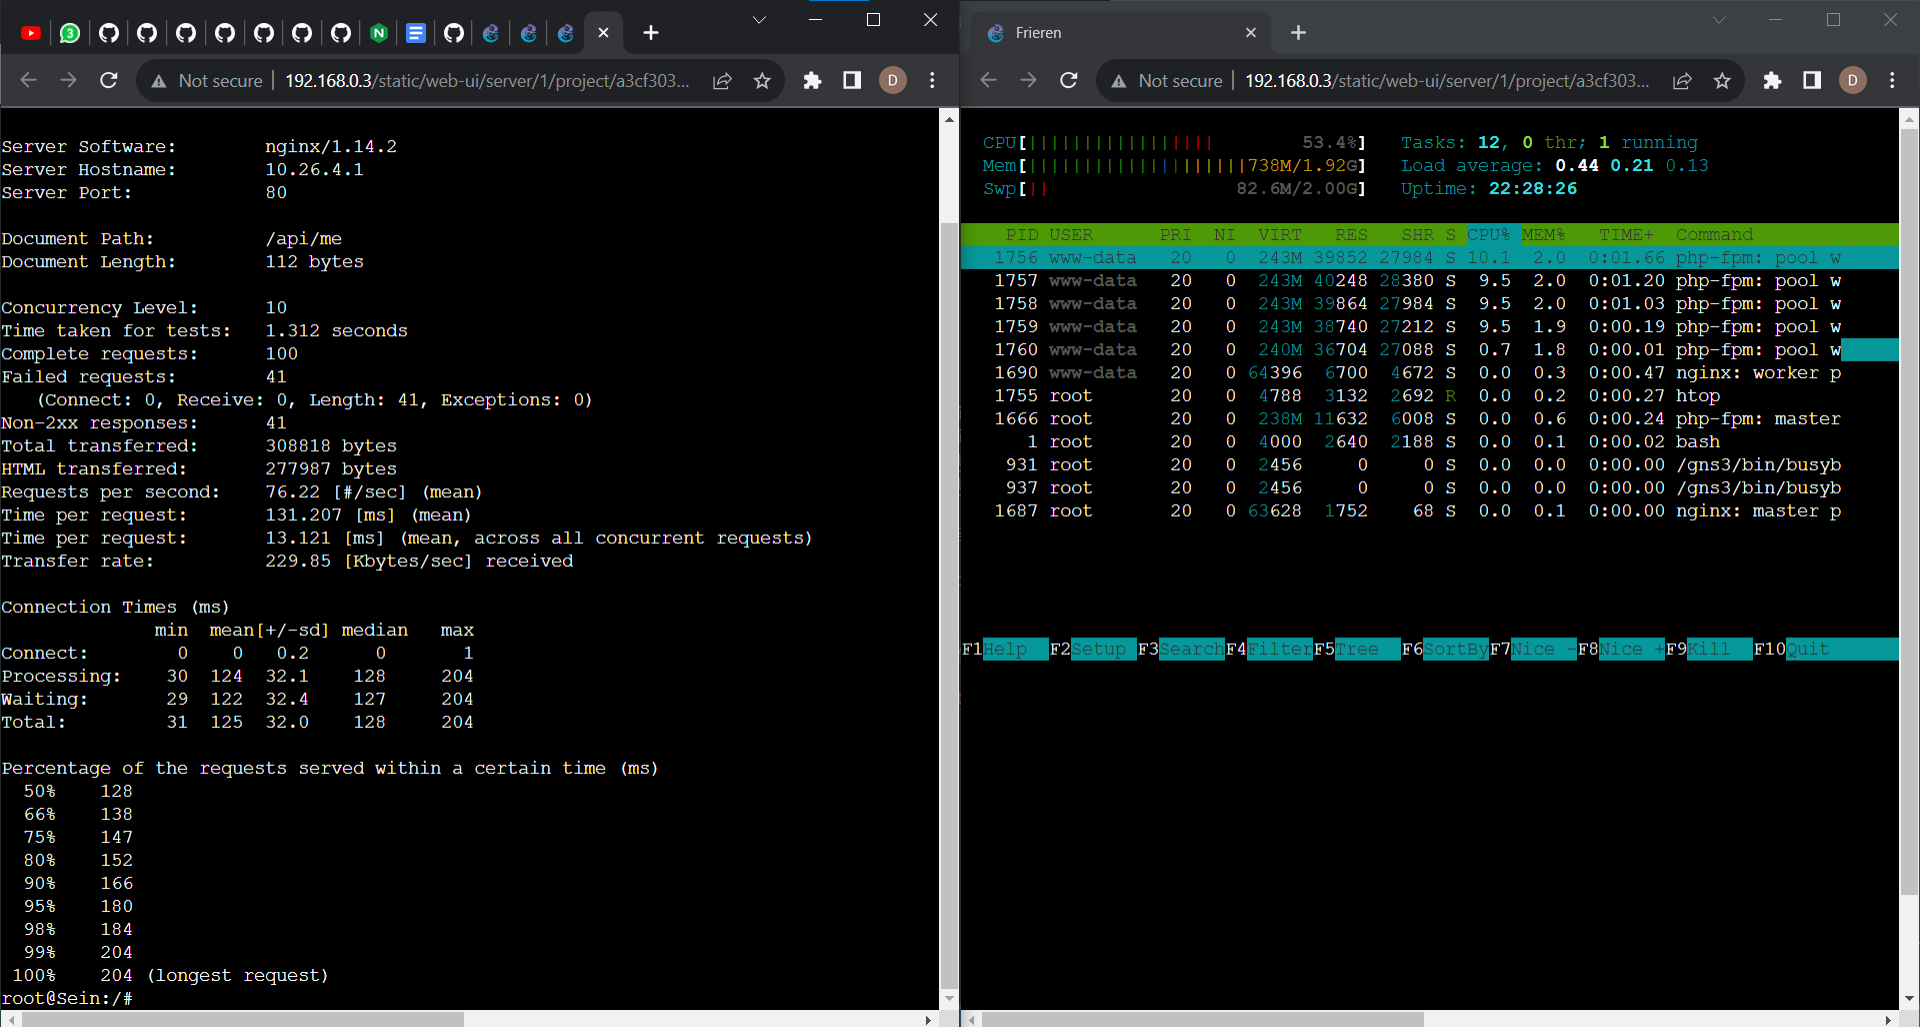 3
Not secure
192.168.0.3/static/web-ui/server/1/project/a3cf303...
D
Server Software:        nginx/1.14.2
Server Hostname:        10.26.4.1
Server Port:            80
Document Path:          /api/me
Document Length:        112 bytes
Concurrency Level:      10
Time taken for tests:   1.312 seconds
Complete requests:      100
Failed requests:        41
   (Connect: 0, Receive: 0, Length: 41, Exceptions: 0)
Non-2xx responses:      41
Total transferred:      308818 bytes
HTML transferred:       277987 bytes
Requests per second:    76.22 [#/sec] (mean)
Time per request:       131.207 [ms] (mean)
Time per request:       13.121 [ms] (mean, across all concurrent requests)
Transfer rate:          229.85 [Kbytes/sec] received
Connection Times (ms)
              min  mean[+/-sd] median   max
Connect:        0    0   0.2      0       1
Processing:    30  124  32.1    128     204
Waiting:       29  122  32.4    127     204
Total:         31  125  32.0    128     204
Percentage of the requests served within a certain time (ms)
  50%    128
  66%    138
  75%    147
  80%    152
  90%    166
  95%    180
  98%    184
  99%    204
 100%    204 (longest request)
root@Sein:/#
Frieren
Not secure
192.168.0.3/static/web-ui/server/1/project/a3cf303...
D
CPU[||||||||||||||||| 53.4%]   Tasks: 12, 0 thr; 1 running
Mem[||||||||||||||||||||738M/1.92G]   Load average: 0.44 0.21 0.13
Swp[|| 82.6M/2.00G]   Uptime: 22:28:26
PID USER      PRI  NI  VIRT   RES   SHR S CPU% MEM%   TIME+  Command
1756 www-data   20   0  243M 39852 27984 S 10.1  2.0  0:01.66 php-fpm: pool w
1757 www-data   20   0  243M 40248 28380 S  9.5  2.0  0:01.20 php-fpm: pool w
1758 www-data   20   0  243M 39864 27984 S  9.5  2.0  0:01.03 php-fpm: pool w
1759 www-data   20   0  243M 38740 27212 S  9.5  1.9  0:00.19 php-fpm: pool w
1760 www-data   20   0  240M 36704 27088 S  0.7  1.8  0:00.01 php-fpm: pool w
1690 www-data   20   0 64396  6700  4672 S  0.0  0.3  0:00.47 nginx: worker p
1755 root       20   0  4788  3132  2692 R  0.0  0.2  0:00.27 htop
1666 root       20   0  238M 11632  6008 S  0.0  0.6  0:00.24 php-fpm: master
1 root       20   0  4000  2640  2188 S  0.0  0.1  0:00.02 bash
931 root       20   0  2456     0     0 S  0.0  0.0  0:00.00 /gns3/bin/busyb
937 root       20   0  2456     0     0 S  0.0  0.0  0:00.00 /gns3/bin/busyb
1687 root       20   0 63628  1752    68 S  0.0  0.1  0:00.00 nginx: master p
F1Help  F2Setup F3SearchF4FilterF5Tree  F6SortByF7Nice -F8Nice +F9Kill  F10Quit